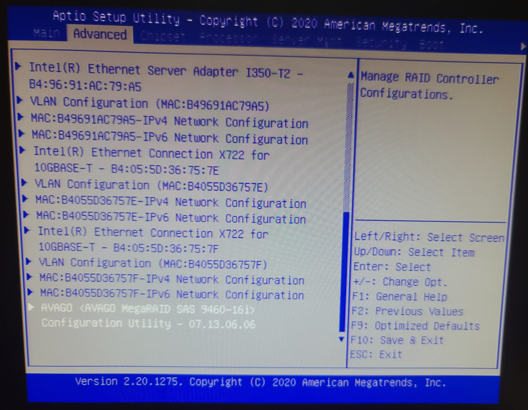 Aptio Setup Utility - Copyright (C) 2020 American Megatrends, Inc.
Main Advanced Chipset Processor Server Mgmt Security Boot
Intel(R) Ethernet Server Adapter I350-T2 -
B4:96:91:AC:79:A5
VLAN Configuration (MAC:B49691AC79A5)
MAC:B49691AC79A5-IPv4 Network Configuration
MAC:B49691AC79A5-IPv6 Network Configuration
Intel(R) Ethernet Connection X722 for
10GBASE-T - B4:05:5D:36:75:7E
VLAN Configuration (MAC:B4055D36757E)
MAC:B4055D36757E-IPv4 Network Configuration
MAC:B4055D36757E-IPv6 Network Configuration
Intel(R) Ethernet Connection X722 for
10GBASE-T - B4:05:5D:36:75:7F
VLAN Configuration (MAC:B4055D36757F)
MAC:B4055D36757F-IPv4 Network Configuration
MAC:B4055D36757F-IPv6 Network Configuration
AVAGO <AVAGO MegaRAID SAS 9460-16i>
Configuration Utility - 07.13.06.06
Manage RAID Controller
Configurations.
Left/Right: Select Screen
Up/Down: Select Item
Enter: Select
+/-: Change Opt.
F1: General Help
F2: Previous Values
F9: Optimized Defaults
F10: Save & Exit
ESC: Exit
Version 2.20.1275. Copyright (C) 2020 American Megatrends, Inc.